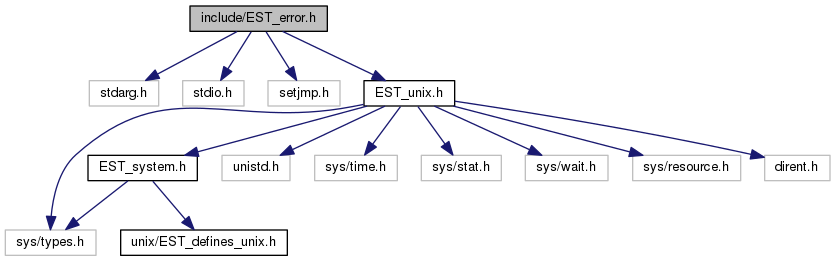 include/EST_error.h
stdarg.h
stdio.h
setjmp.h
EST_unix.h
EST_system.h
unistd.h
sys/time.h
sys/stat.h
sys/wait.h
sys/resource.h
dirent.h
sys/types.h
unix/EST_defines_unix.h